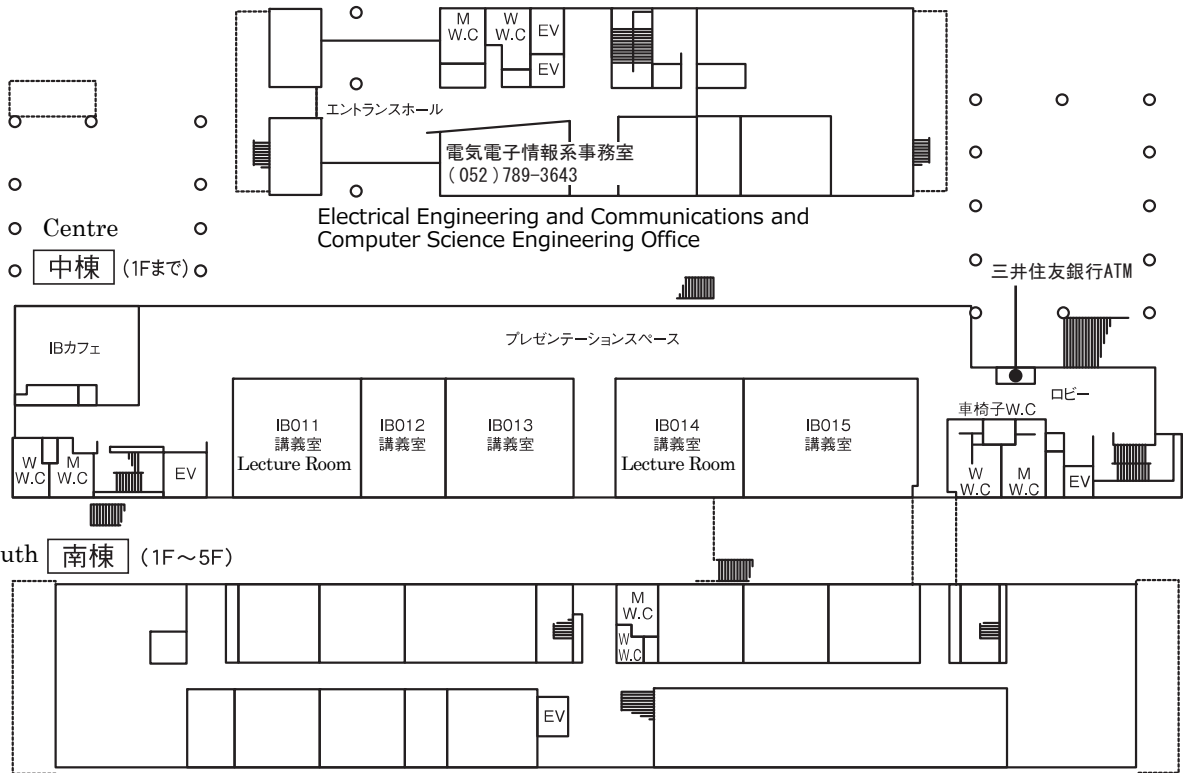 M
W.C
W
W.C
EV
EV
エントランスホール
電気電子情報系事務室
(052)789-3643
Electrical Engineering and Communications and
Computer Science Engineering Office
Centre
中棟 (1Fまで)
三井住友銀行ATM
IBカフェ
プレゼンテーションスペース
ロビー
車椅子W.C
IB011
講義室
Lecture Room
IB012
講義室
IB013
講義室
IB014
講義室
Lecture Room
IB015
講義室
W
W.C
M
W.C
EV
W
W.C
M
W.C
EV
uth 南棟 (1F～5F)
M
W.C
W
W.C
EV